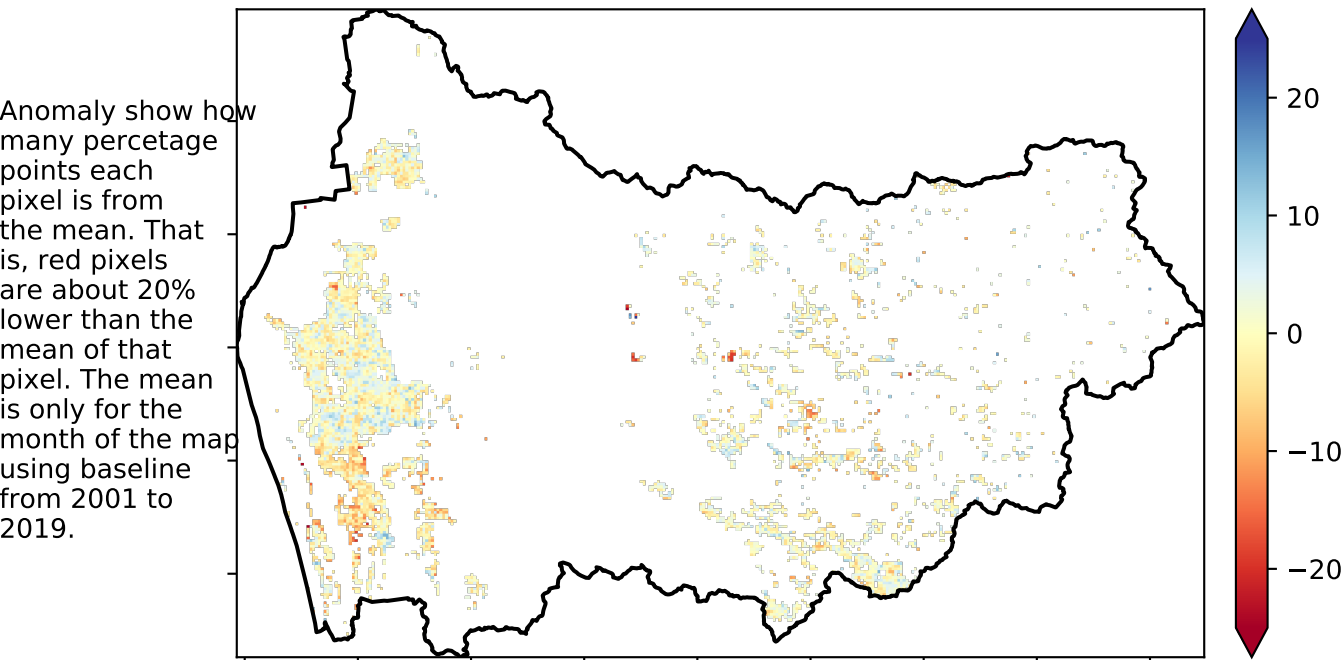 Anomaly show how
many percetage
points each
pixel is from
the mean. That
is, red pixels
are about 20%
lower than the
mean of that
pixel. The mean
is only for the
month of the map
using baseline
from 2001 to
2019.
20
10
0
−10
−20